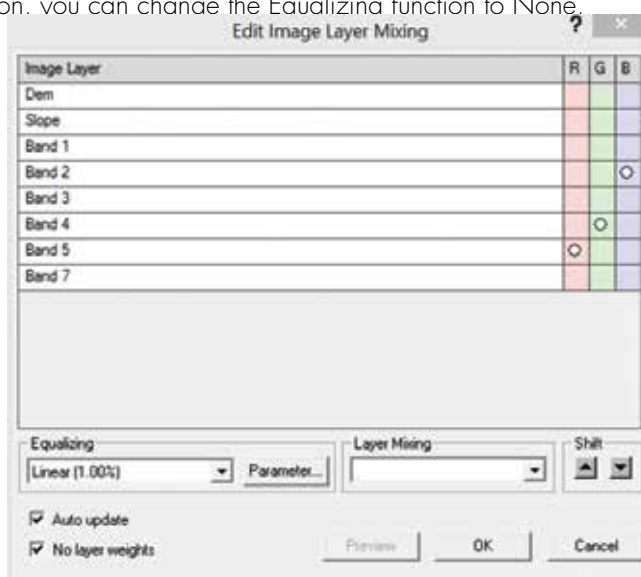 on, you can change the Equalizing function to None.
Edit Image Layer Mixing ?
Image Layer R G B
Dem
Slope
Band 1
Band 2
Band 3
Band 4
Band 5
Band 7
Equalizing Layer Mixing Shift
Linear (1.00%) Parameter...
Auto update
No layer weights Preview OK Cancel